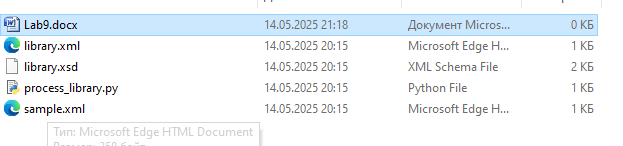 Lab9.docx 14.05.2025 21:18 Документ Micros... 0 КБ
library.xml 14.05.2025 20:15 Microsoft Edge H... 1 КБ
library.xsd 14.05.2025 20:15 XML Schema File 2 КБ
process_library.py 14.05.2025 20:15 Python File 1 КБ
sample.xml 14.05.2025 20:15 Microsoft Edge H... 1 КБ
Тип: Microsoft Edge HTML Document